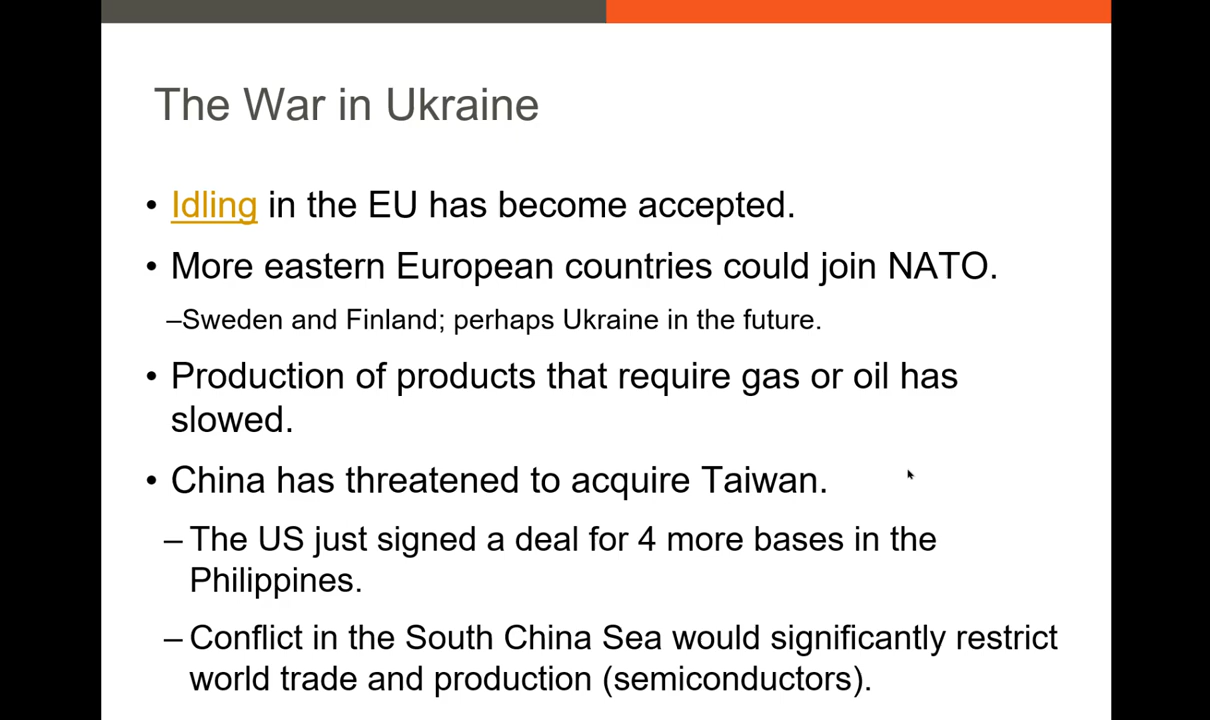 The War in Ukraine
• Idling in the EU has become accepted.
• More eastern European countries could join NATO.
–Sweden and Finland; perhaps Ukraine in the future.
• Production of products that require gas or oil has
slowed.
• China has threatened to acquire Taiwan.
– The US just signed a deal for 4 more bases in the
Philippines.
– Conflict in the South China Sea would significantly restrict
world trade and production (semiconductors).